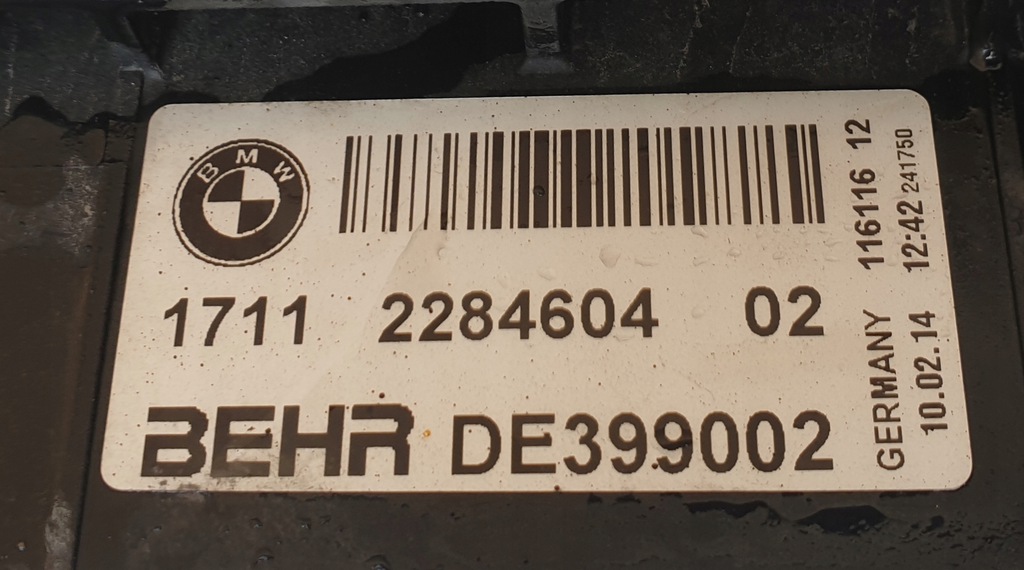 BMW
1711 2284604 02
BEHR DE399002
GERMANY 116116 12
10.02.14 12:42 241750